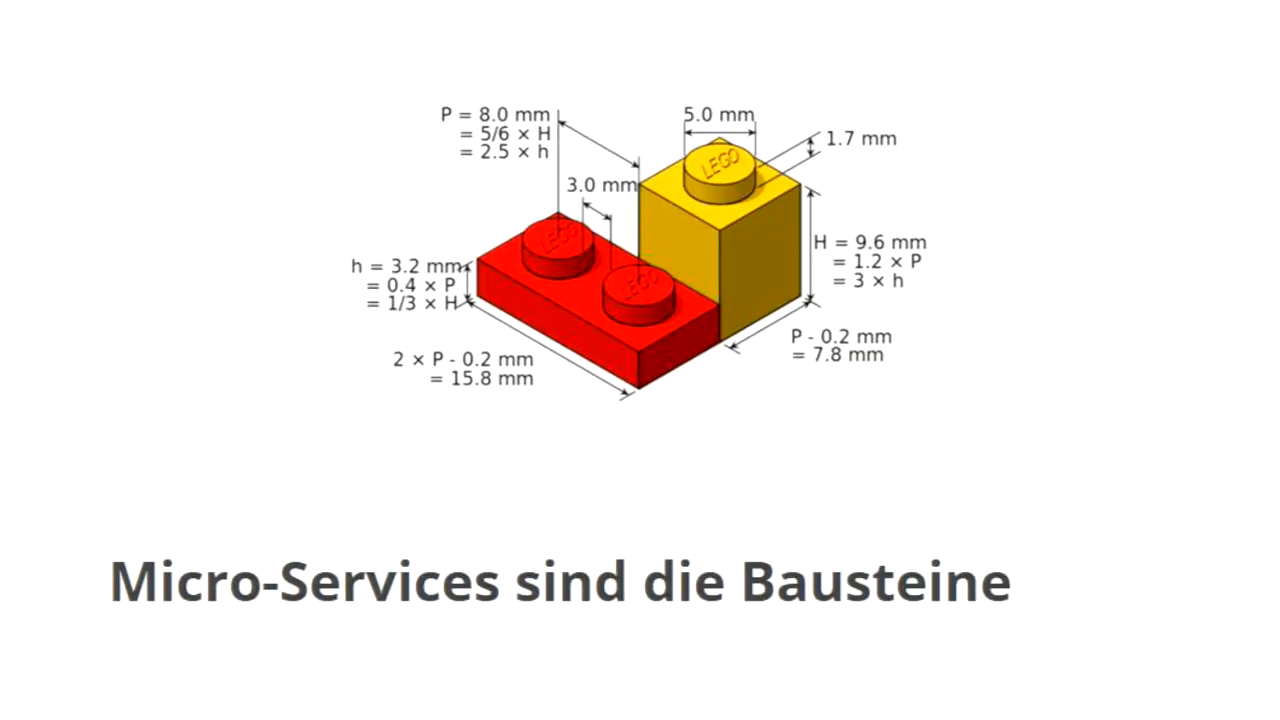 P = 8.0 mm
= 5/6 × H
= 2.5 × h
5.0 mm
1.7 mm
3.0 mm
LEGO
LEGO
LEGO
h = 3.2 mm
= 0.4 × P
= 1/3 × H
H = 9.6 mm
= 1.2 × P
= 3 × h
2 × P - 0.2 mm
= 15.8 mm
P - 0.2 mm
= 7.8 mm
Micro-Services sind die Bausteine